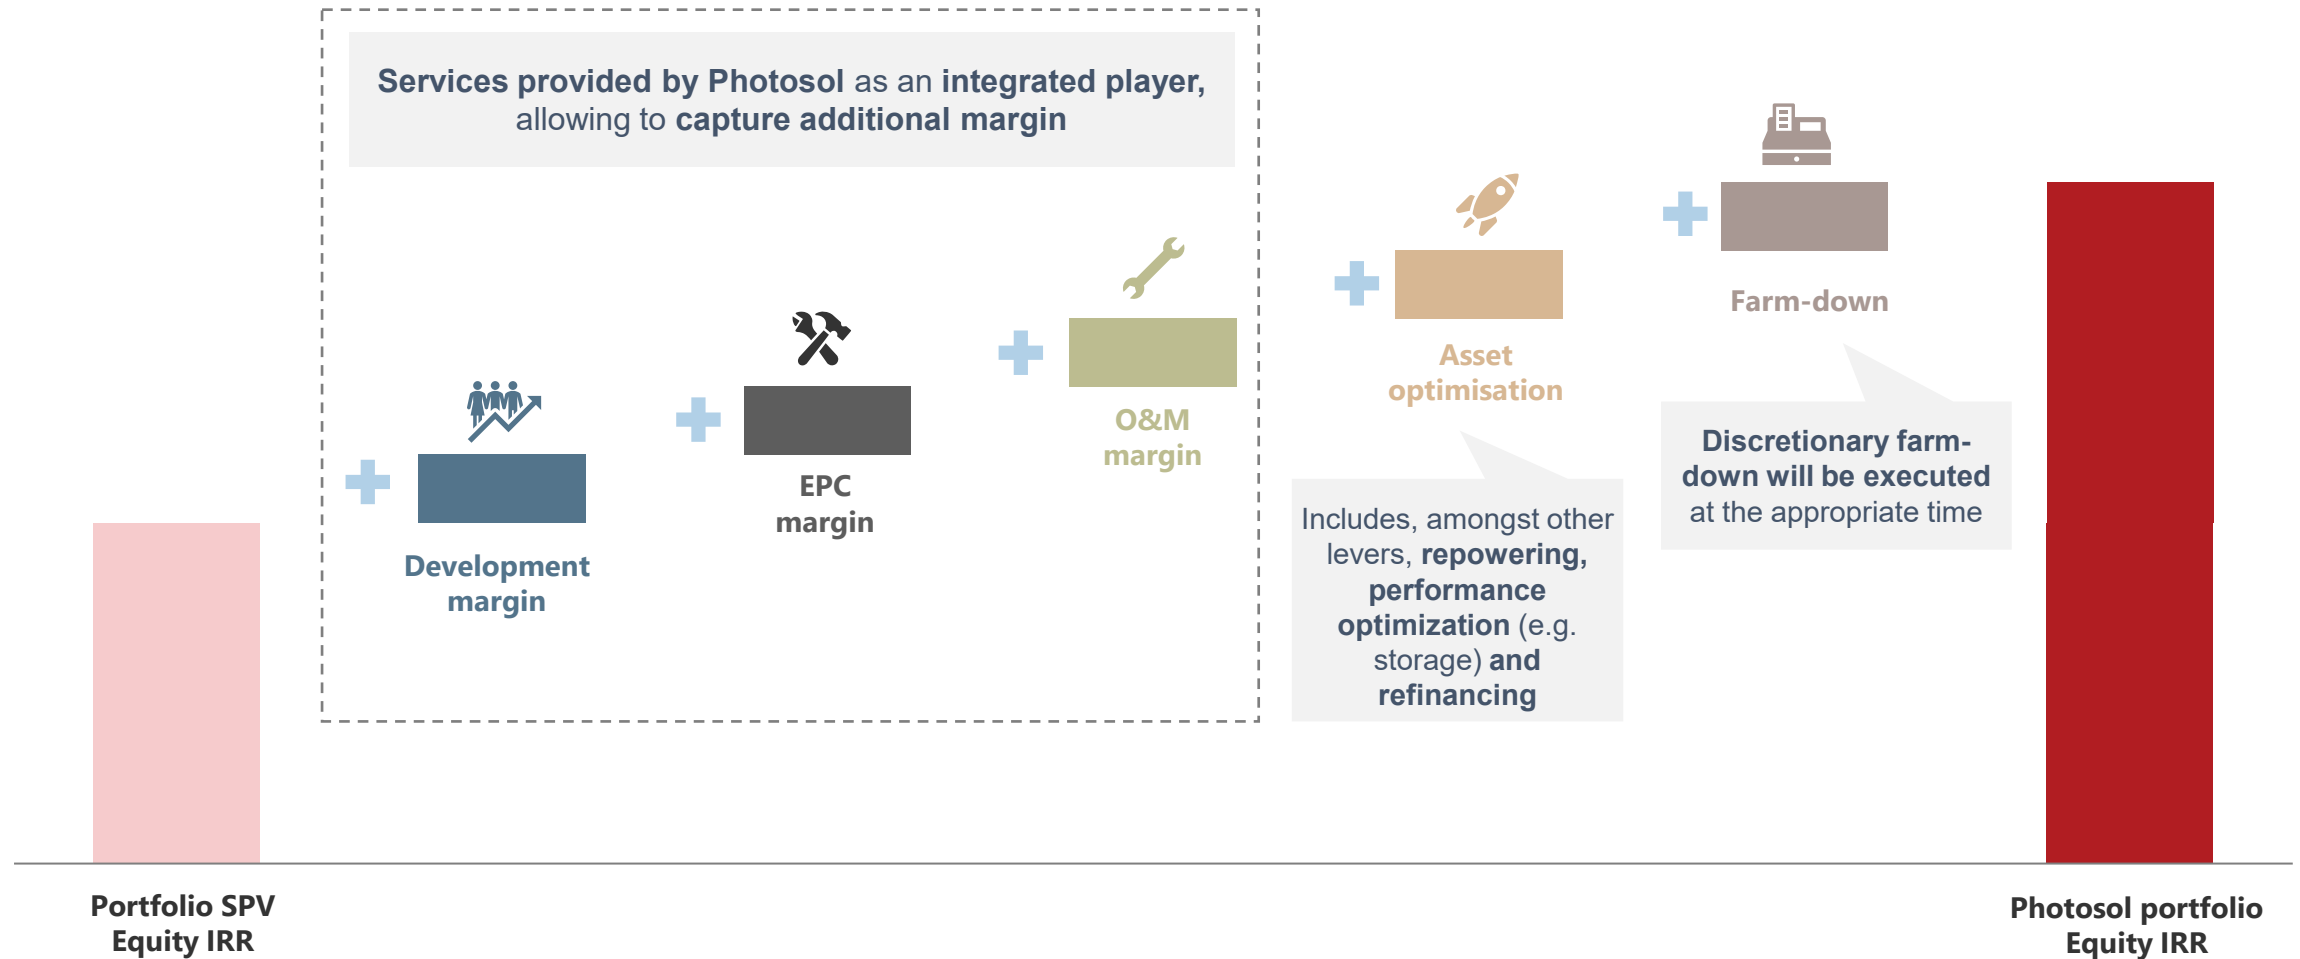 Services provided by Photosol as an integrated player,
allowing to capture additional margin
Development
margin
EPC
margin
O&M
margin
Asset
optimisation
Farm-down
Includes, amongst other
levers, repowering,
performance
optimization (e.g.
storage) and
refinancing
Discretionary farm-
down will be executed
at the appropriate time
Portfolio SPV
Equity IRR
Photosol portfolio
Equity IRR